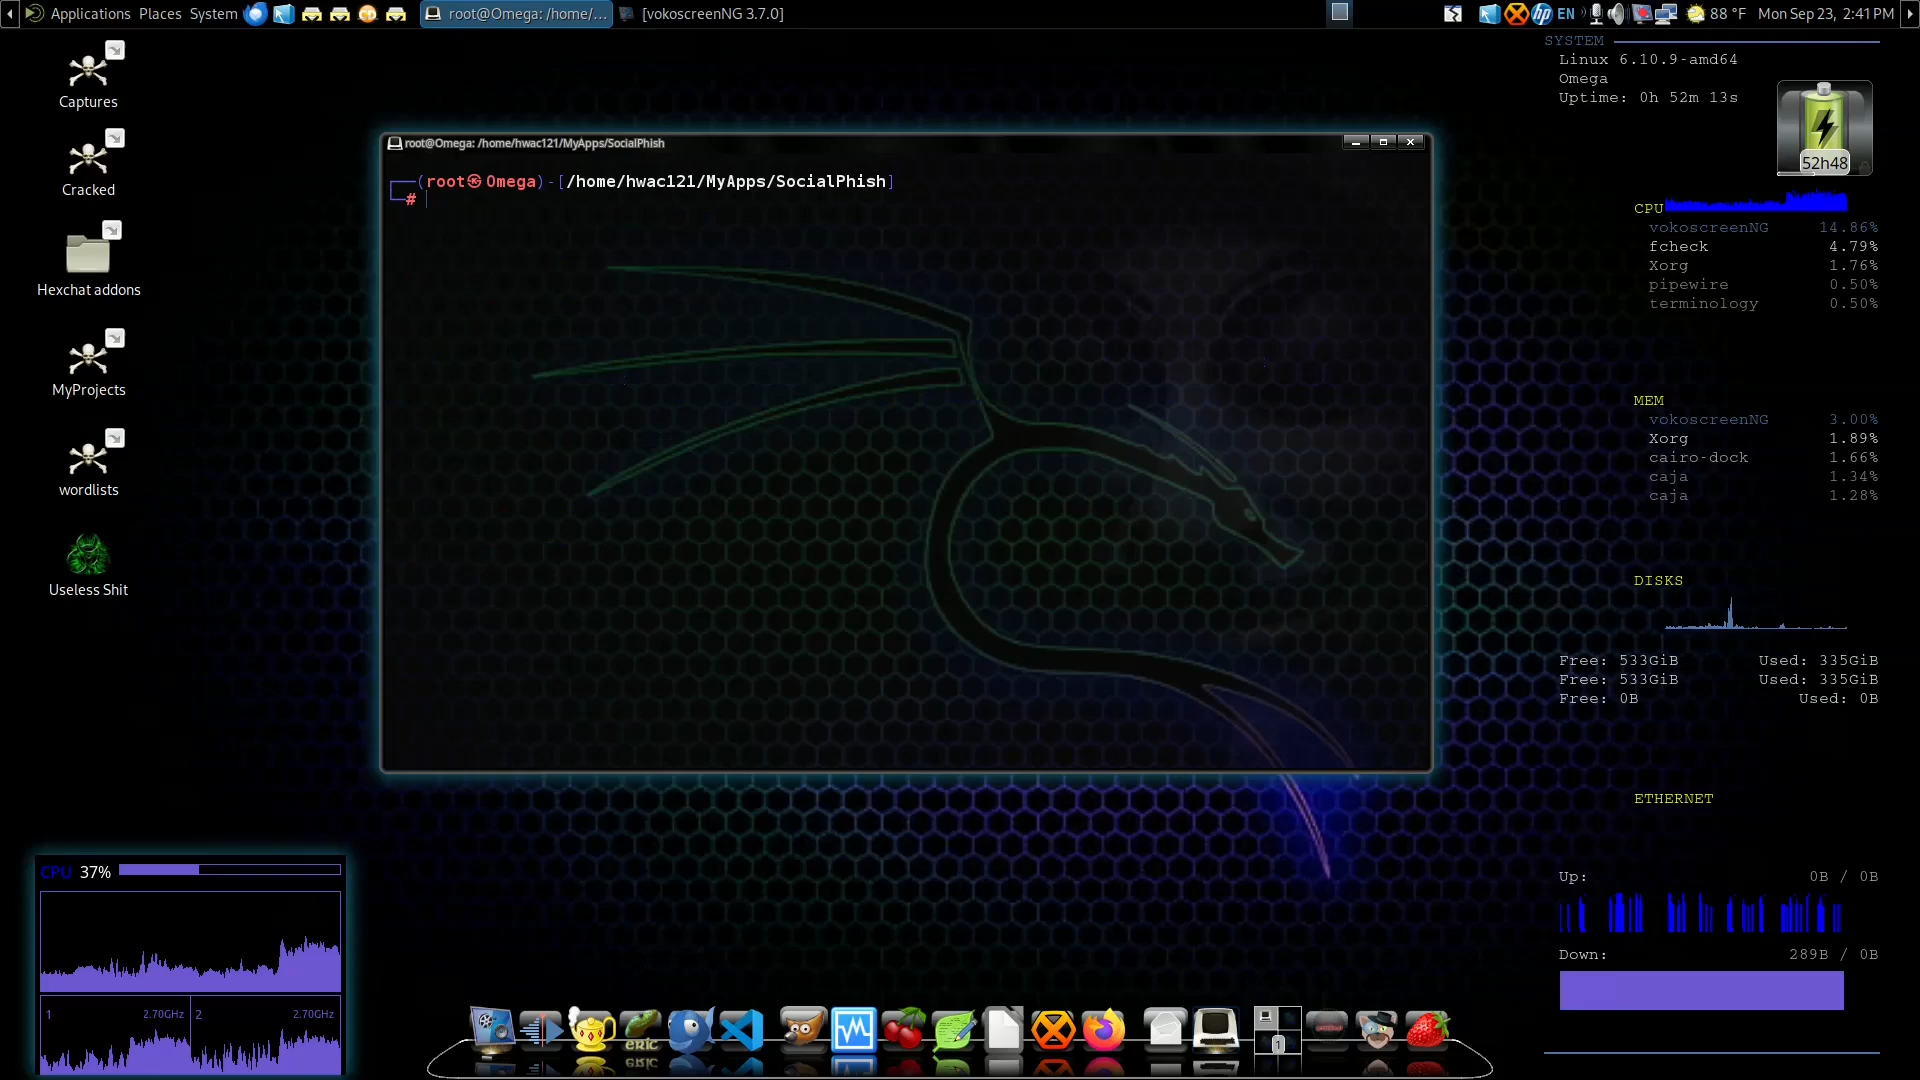 Applications Places System root@Omega: /home/... [vokoscreenNG 3.7.0] EN 88 °F Mon Sep 23, 2:41 PM
Captures
Cracked
Hexchat addons
MyProjects
wordlists
Useless Shit
root@Omega: /home/hwac121/MyApps/SocialPhish
(root㉿Omega)-[/home/hwac121/MyApps/SocialPhish]
#
SYSTEM
Linux 6.10.9-amd64
Omega
Uptime: 0h 52m 13s
52h48
CPU
vokoscreenNG 14.86%
fcheck 4.79%
Xorg 1.76%
pipewire 0.50%
terminology 0.50%
MEM
vokoscreenNG 3.00%
Xorg 1.89%
cairo-dock 1.66%
caja 1.34%
caja 1.28%
DISKS
Free: 533GiB Used: 335GiB
Free: 533GiB Used: 335GiB
Free: 0B Used: 0B
ETHERNET
Up: 0B / 0B
Down: 289B / 0B
CPU 37%
1 2.70GHz 2 2.70GHz
eric
1